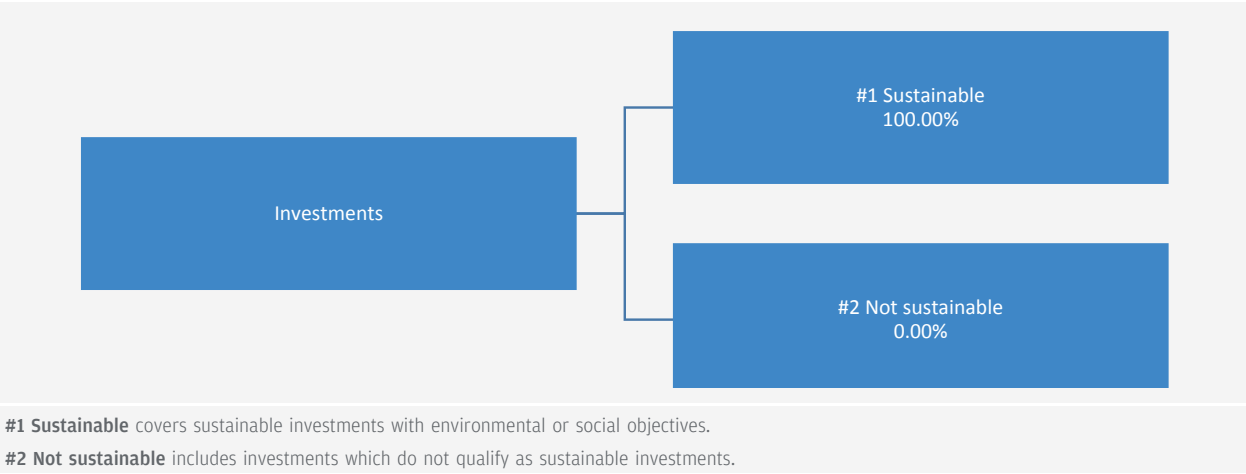 #1 Sustainable
100.00%
Investments
#2 Not sustainable
0.00%
#1 Sustainable covers sustainable investments with environmental or social objectives.
#2 Not sustainable includes investments which do not qualify as sustainable investments.